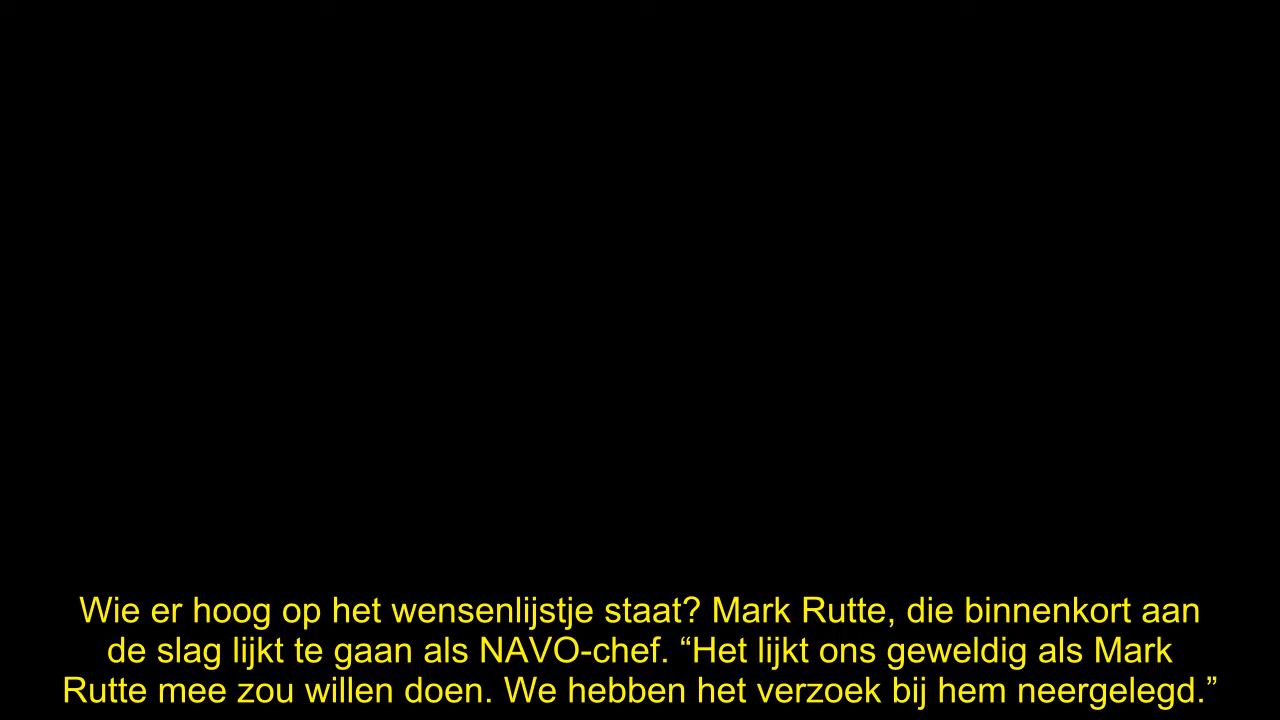 Wie er hoog op het wensenlijstje staat? Mark Rutte, die binnenkort aan
de slag lijkt te gaan als NAVO-chef. “Het lijkt ons geweldig als Mark
Rutte mee zou willen doen. We hebben het verzoek bij hem neergelegd.”